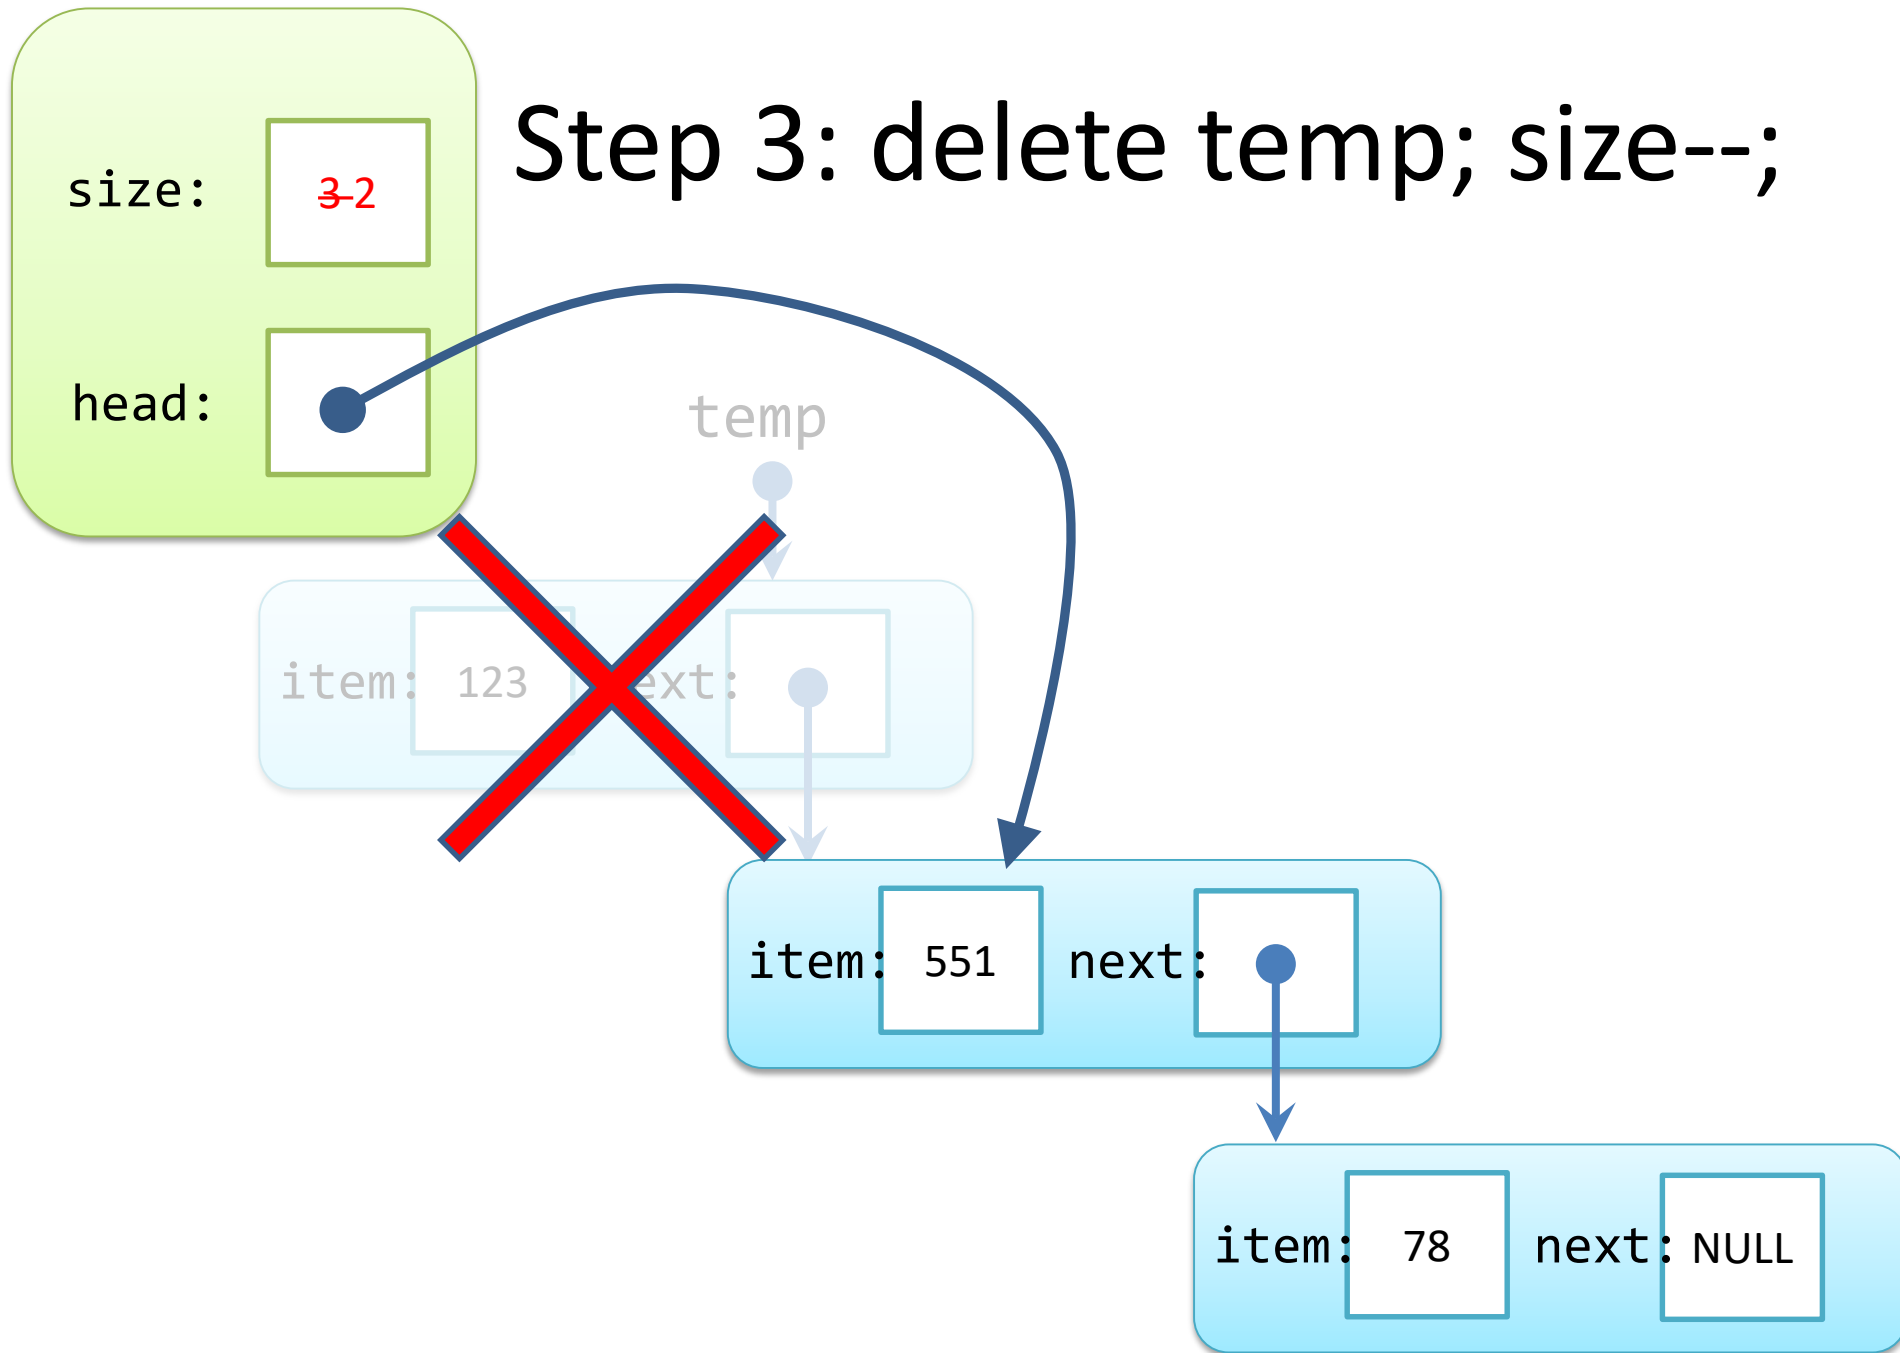 Step 3: delete temp; size--;
size: 3 2
head:
temp
item: 123 ext:
item: 551 next:
item: 78 next: NULL